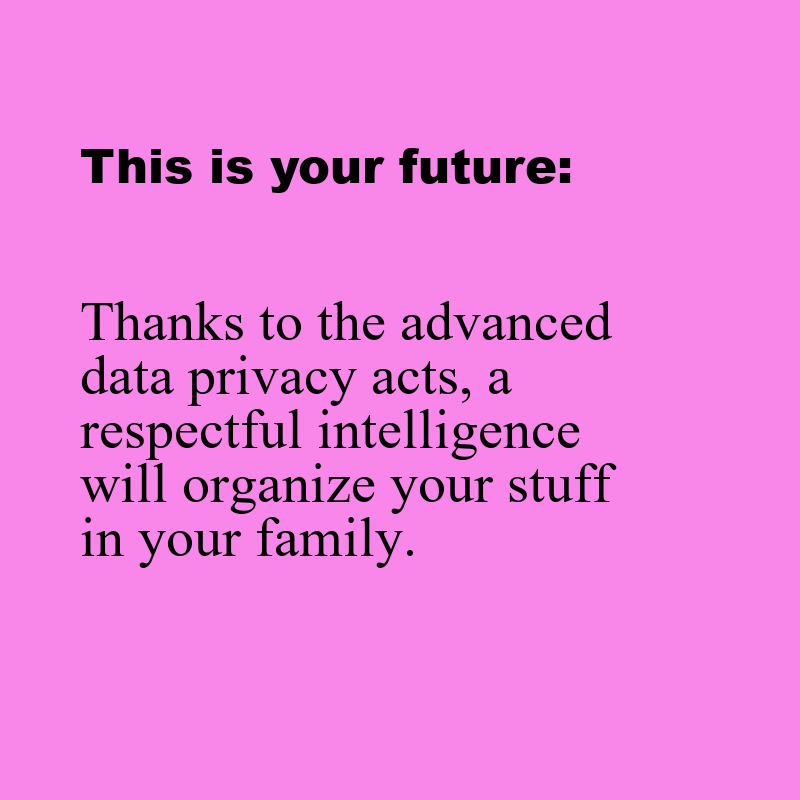 This is your future:
Thanks to the advanced
data privacy acts, a
respectful intelligence
will organize your stuff
in your family.